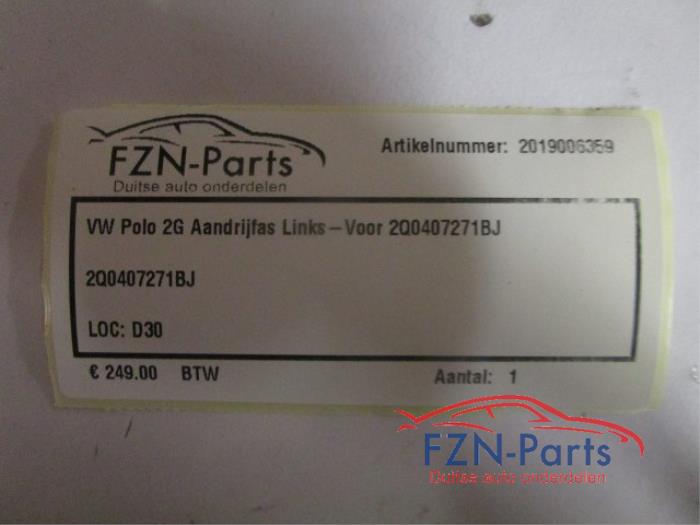 FZN-Parts
Duitse auto onderdelen
Artikelnummer: 2019006359
VW Polo 2G Aandrijfas Links-Voor 2Q0407271BJ
2Q0407271BJ
LOC: D30
€ 249.00 BTW
Aantal: 1
FZN-Parts
Duitse auto onderdelen